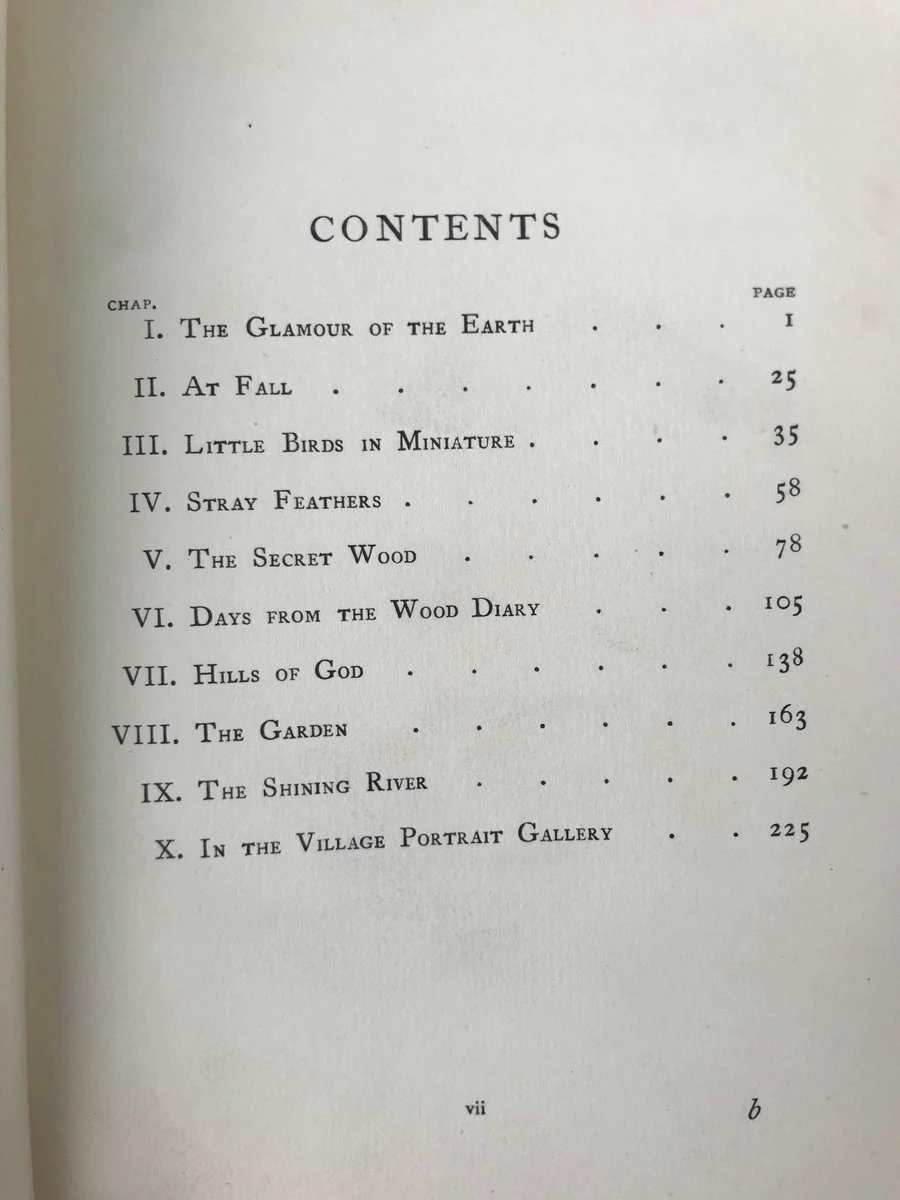 CONTENTS
CHAP. PAGE
I. The Glamour of the Earth . . . 1
II. At Fall . . . . . . . 25
III. Little Birds in Miniature . . . . 35
IV. Stray Feathers . . . . . . 58
V. The Secret Wood . . . . . 78
VI. Days from the Wood Diary . . . 105
VII. Hills of God . . . . . . 138
VIII. The Garden . . . . . . 163
IX. The Shining River . . . . . 192
X. In the Village Portrait Gallery . . 225
vii b